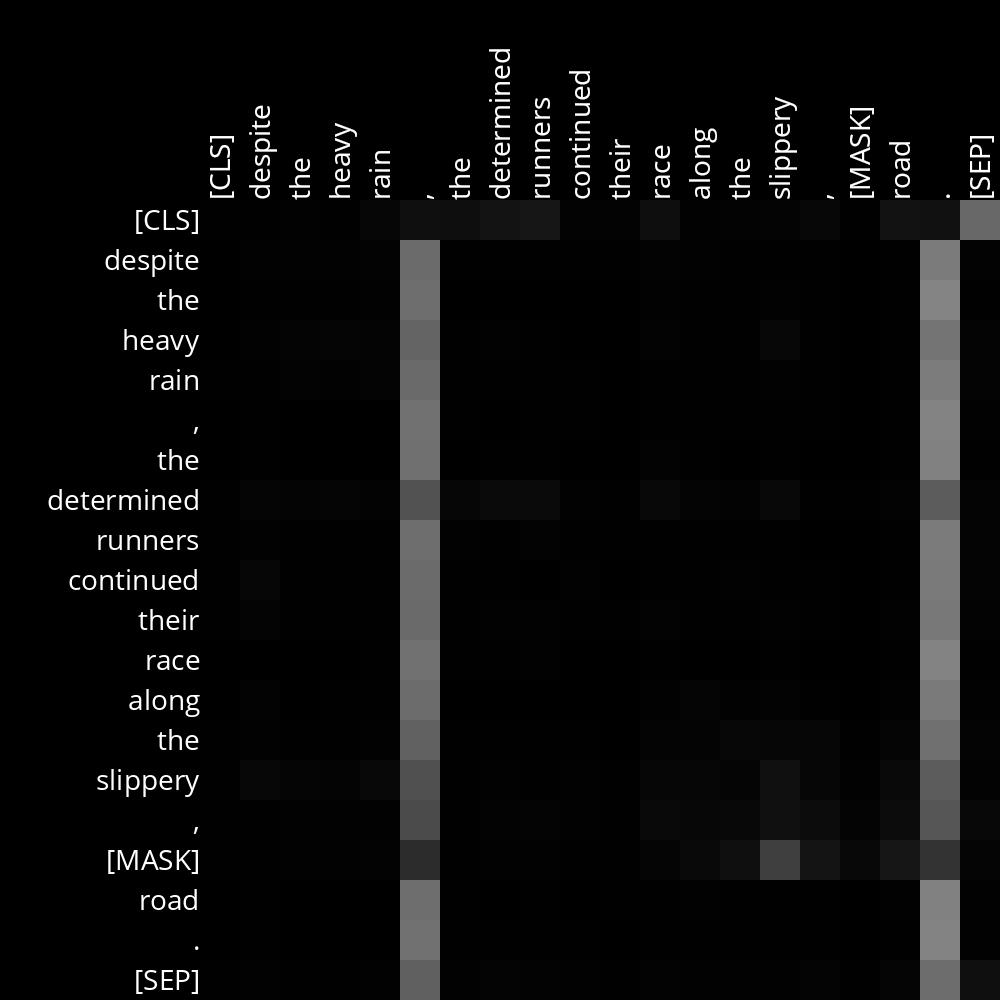 [CLS] despite the heavy rain , the determined runners continued their race along the slippery , [MASK] road . [SEP]
[CLS]
despite
the
heavy
rain
,
the
determined
runners
continued
their
race
along
the
slippery
,
[MASK]
road
.
[SEP]